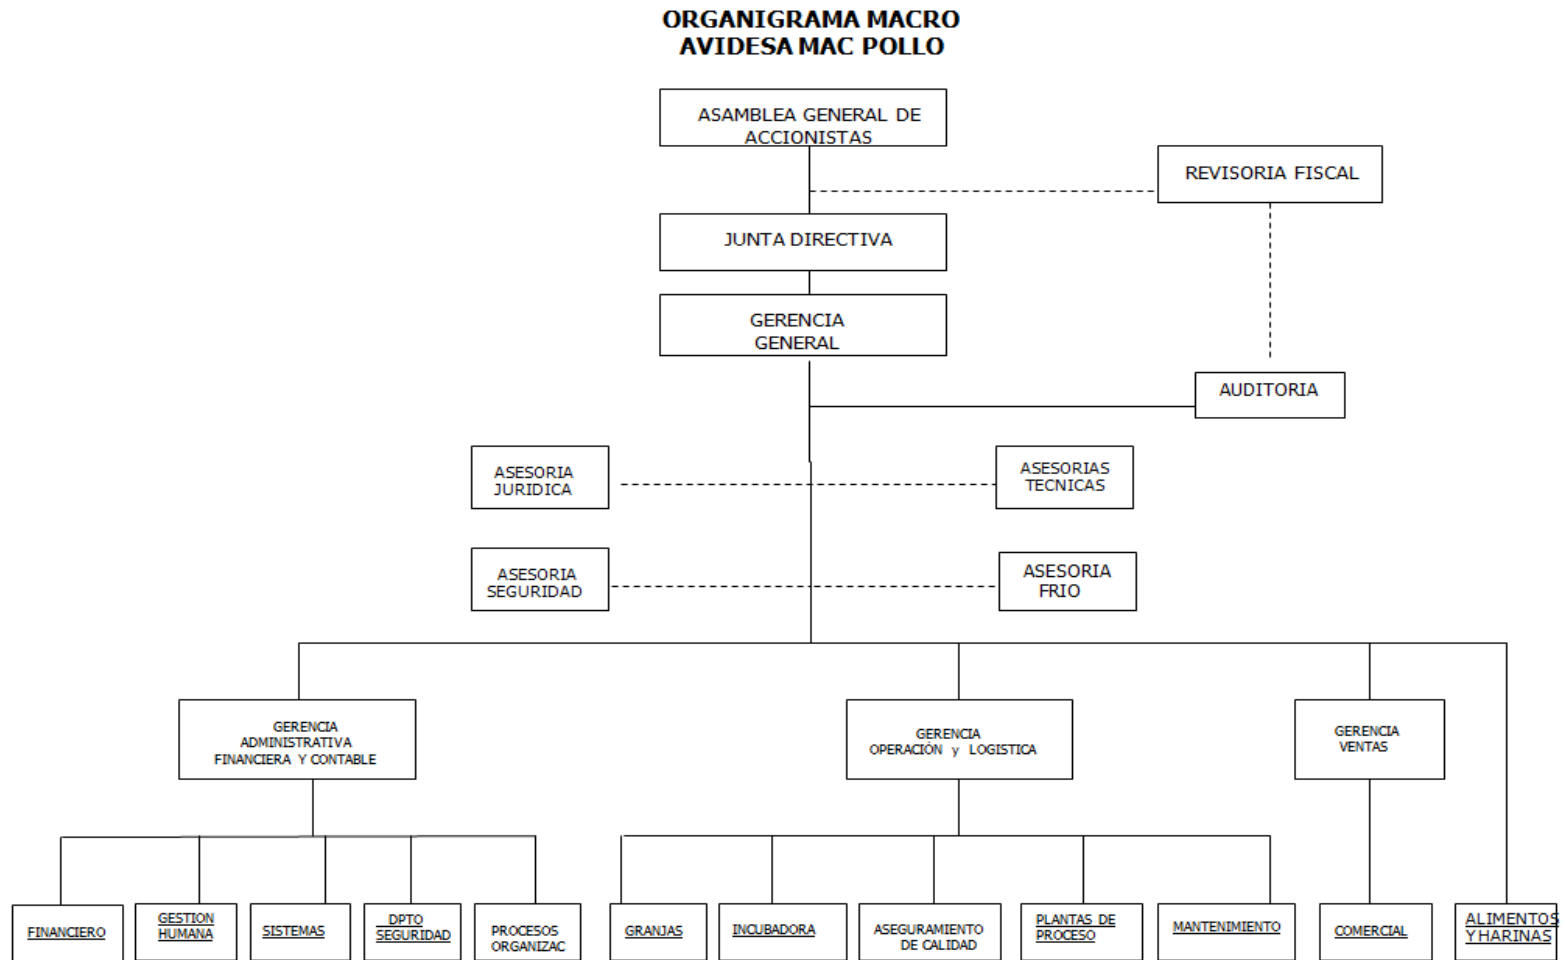 ORGANIGRAMA MACRO
AVIDESA MAC POLLO
ASAMBLEA GENERAL DE
ACCIONISTAS
REVISORIA FISCAL
JUNTA DIRECTIVA
GERENCIA
GENERAL
AUDITORIA
ASESORIA
JURIDICA
ASESORIAS
TECNICAS
ASESORIA
SEGURIDAD
ASESORIA
FRIO
GERENCIA
ADMINISTRATIVA
FINANCIERA Y CONTABLE
GERENCIA
OPERACIÓN y LOGISTICA
GERENCIA
VENTAS
FINANCIERO
GESTION
HUMANA
SISTEMAS
DPTO
SEGURIDAD
PROCESOS
ORGANIZAC
GRANJAS
INCUBADORA
ASEGURAMIENTO
DE CALIDAD
PLANTAS DE
PROCESO
MANTENIMIENTO
COMERCIAL
ALIMENTOS
Y HARINAS